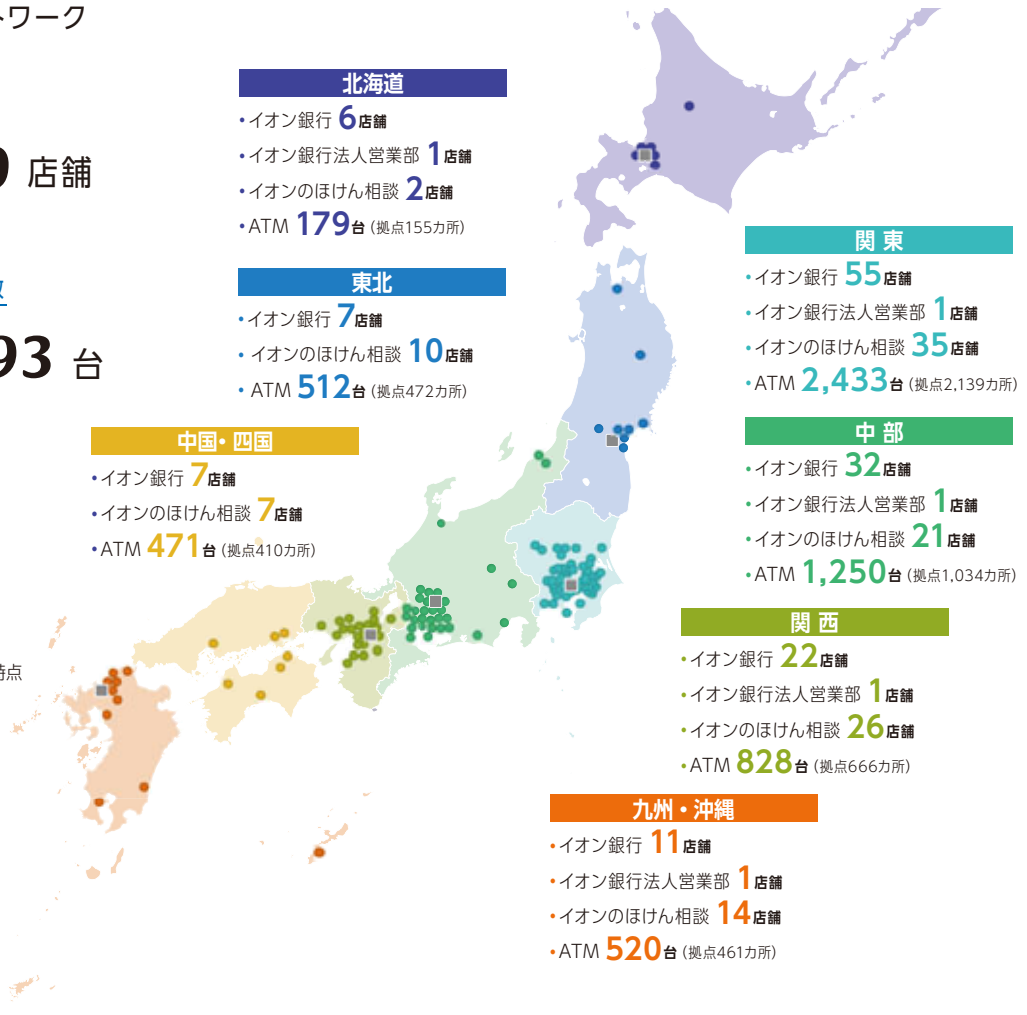 トワーク
店舗
93 台
時点
北海道
•イオン銀行 6店舗
•イオン銀行法人営業部 1店舗
•イオンのほけん相談 2店舗
•ATM 179台 (拠点155カ所)
東北
•イオン銀行 7店舗
• イオンのほけん相談 10店舗
• ATM 512台 (拠点472カ所)
中国・四国
•イオン銀行 7店舗
•イオンのほけん相談 7店舗
•ATM 471台 (拠点410カ所)
関 東
•イオン銀行 55店舗
•イオン銀行法人営業部 1店舗
•イオンのほけん相談 35店舗
•ATM 2,433台 (拠点2,139カ所)
中 部
•イオン銀行 32店舗
•イオン銀行法人営業部 1店舗
•イオンのほけん相談 21店舗
•ATM 1,250台 (拠点1,034カ所)
関 西
•イオン銀行 22店舗
•イオン銀行法人営業部 1店舗
•イオンのほけん相談 26店舗
•ATM 828台 (拠点666カ所)
九州・沖縄
•イオン銀行 11店舗
•イオン銀行法人営業部 1店舗
•イオンのほけん相談 14店舗
•ATM 520台 (拠点461カ所)